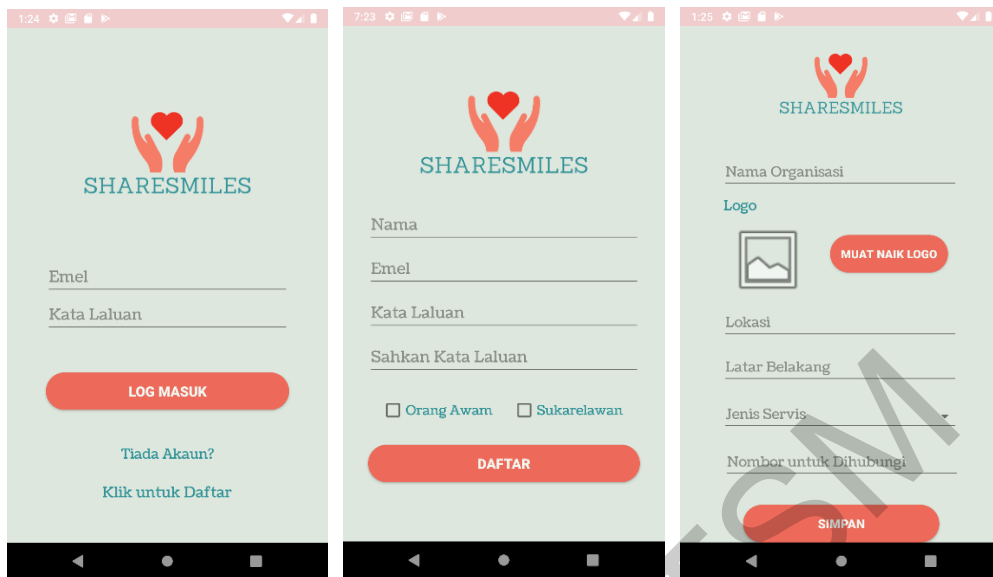 1:24
SHARESMILES
Emel
Kata Laluan
LOG MASUK
Tiada Akaun?
Klik untuk Daftar
7:23
SHARESMILES
Nama
Emel
Kata Laluan
Sahkan Kata Laluan
Orang Awam Sukarelawan
DAFTAR
1:25
SHARESMILES
Nama Organisasi
Logo
MUAT NAIK LOGO
Lokasi
Latar Belakang
Jenis Servis
Nombor untuk Dihubungi
SIMPAN
TSM